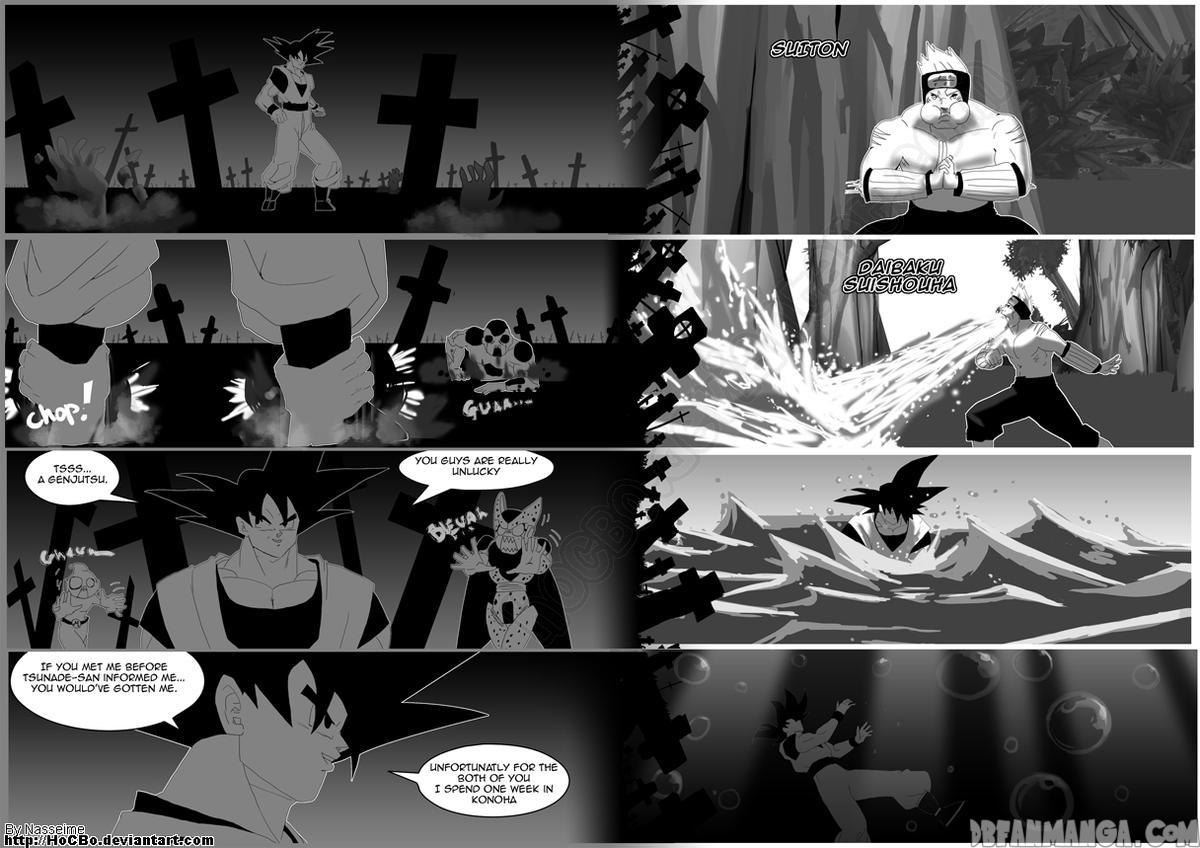 SUITON
DAIBAKU
SUISHOUHA
CHOP!
GUAA
TSSS...
A GENJUTSU.
YOU GUYS ARE REALLY
UNLUCKY
IF YOU MET ME BEFORE
TSUNADE-SAN INFORMED ME...
YOU WOULD'VE GOTTEN ME.
UNFORTUNATLY FOR THE
BOTH OF YOU
I SPEND ONE WEEK IN
KONOHA
By Nasseime
http://HoCBo.deviantart.com
DBFANMANGA.COM